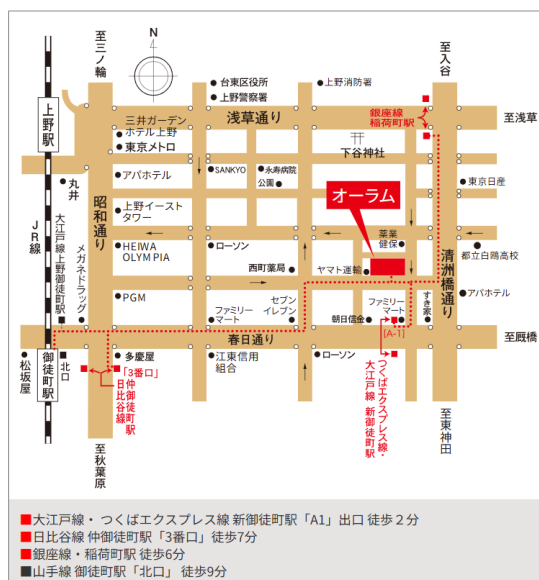 至三ノ輪
N
至入谷
台東区役所
上野警察署
上野消防署
銀座線
稲荷町駅
浅草通り
至浅草
上野駅
三井ガーデン
ホテル上野
東京メトロ
下谷神社
丸井
アパホテル
SANKYO
永寿病院
公園
オーラム
東京日産
昭和通り
上野イースト
タワー
JR線
大江戸線上野御徒町駅
メガネドラッグ
HEIWA
OLYMPIA
ローソン
薬業
健保
清洲橋通り
都立白鴎高校
西町薬局
ヤマト運輸
PGM
ファミリー
マート
セブン
イレブン
朝日信金
ファミリー
マート
すき家
アパホテル
[A-1]
春日通り
至厩橋
御徒町駅
松坂屋
北口
多慶屋
「3番口」
仲御徒町駅
日比谷線
江東信用
組合
ローソン
つくばエクスプレス線・
大江戸線 新御徒町駅
至秋葉原
至東神田
■大江戸線・ つくばエクスプレス線 新御徒町駅「A1」出口 徒歩２分
■日比谷線 仲御徒町駅「3番口」徒歩7分
■銀座線・稲荷町駅 徒歩6分
■山手線 御徒町駅「北口」 徒歩9分